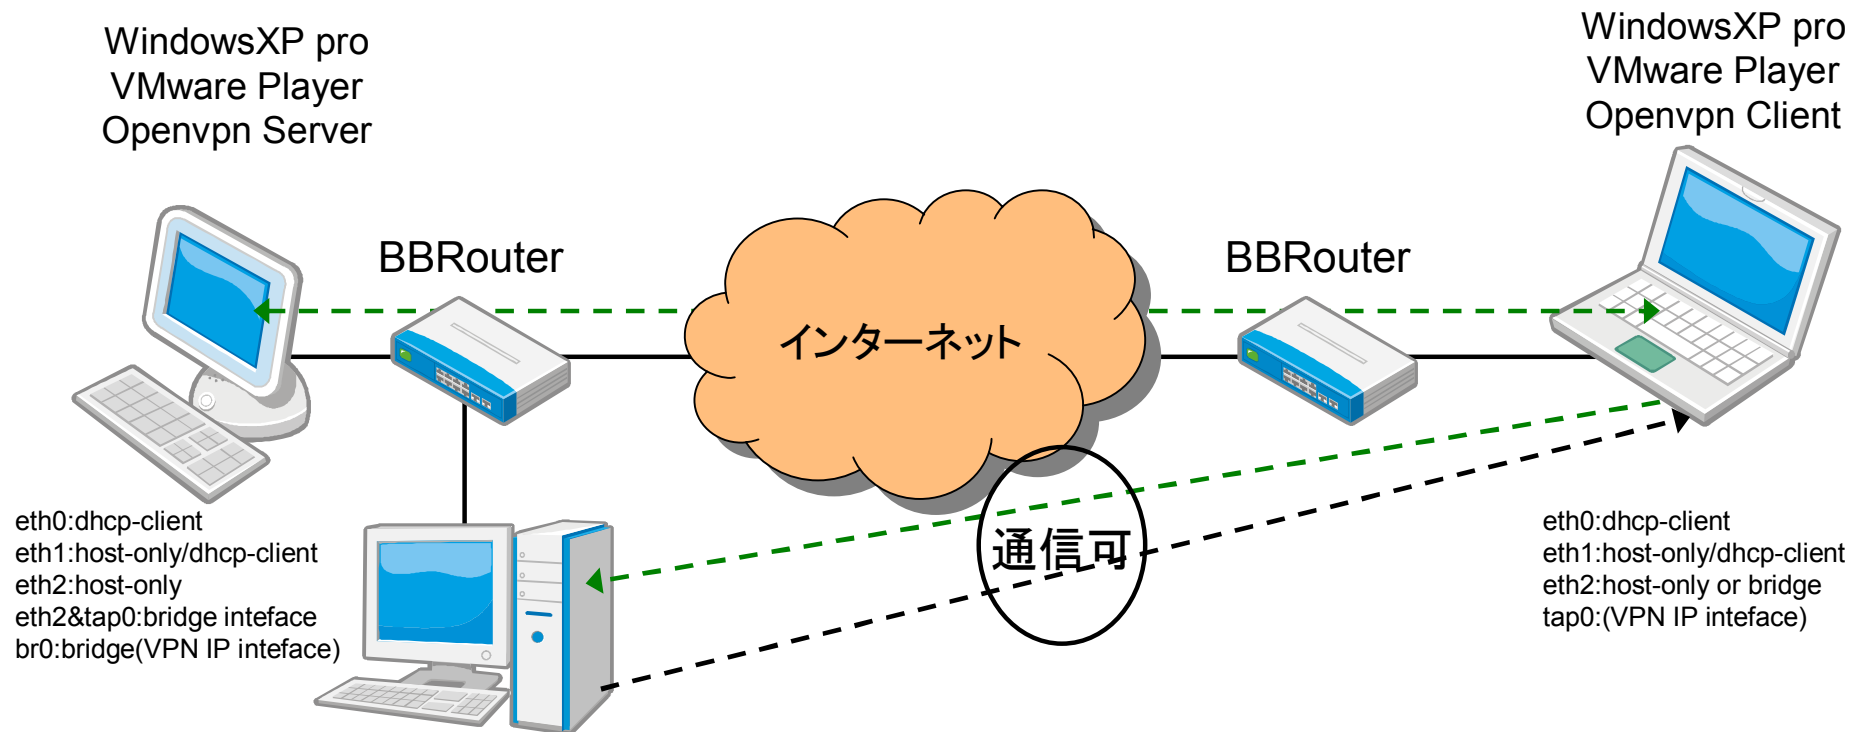 WindowsXP pro
VMware Player
Openvpn Server
WindowsXP pro
VMware Player
Openvpn Client
BBRouter
BBRouter
インターネット
通信可
eth0:dhcp-client
eth1:host-only/dhcp-client
eth2:host-only
eth2&tap0:bridge inteface
br0:bridge(VPN IP inteface)
eth0:dhcp-client
eth1:host-only/dhcp-client
eth2:host-only or bridge
tap0:(VPN IP inteface)